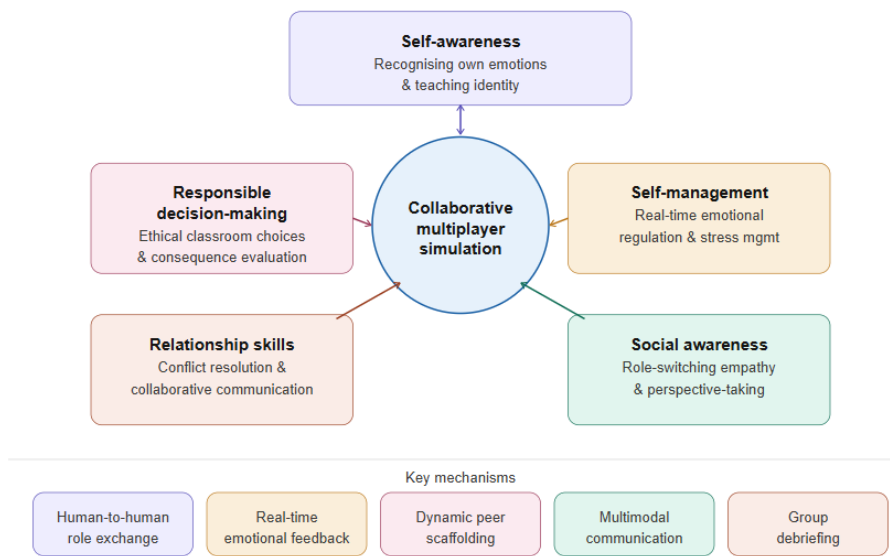 Self-awareness
Recognising own emotions
& teaching identity
Responsible
decision-making
Ethical classroom choices
& consequence evaluation
Collaborative
multiplayer
simulation
Self-management
Real-time emotional
regulation & stress mgmt
Relationship skills
Conflict resolution &
collaborative communication
Social awareness
Role-switching empathy
& perspective-taking
Key mechanisms
Human-to-human
role exchange
Real-time
emotional feedback
Dynamic peer
scaffolding
Multimodal
communication
Group
debriefing